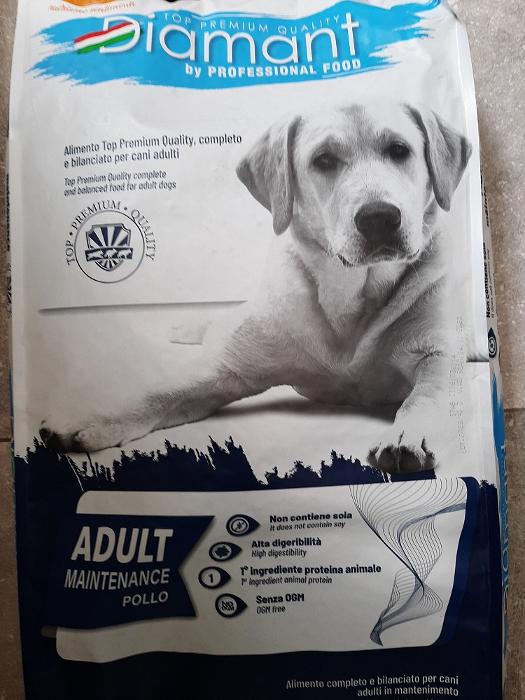 TOP PREMIUM QUALITY
Diamant
by PROFESSIONAL FOOD
Alimento Top Premium Quality, completo
e bilanciato per cani adulti
Top Premium Quality complete
and balanced food for adult dogs
TOP • PREMIUM • QUALITY
ADULT
MAINTENANCE
POLLO
Non contiene soia
It does not contain soy
Alta digeribilità
High digestibility
1
1° ingrediente proteina animale
1st ingredient animal protein
NO
OGM
Senza OGM
OGM free
Alimento completo e bilanciato per cani
adulti in mantenimento